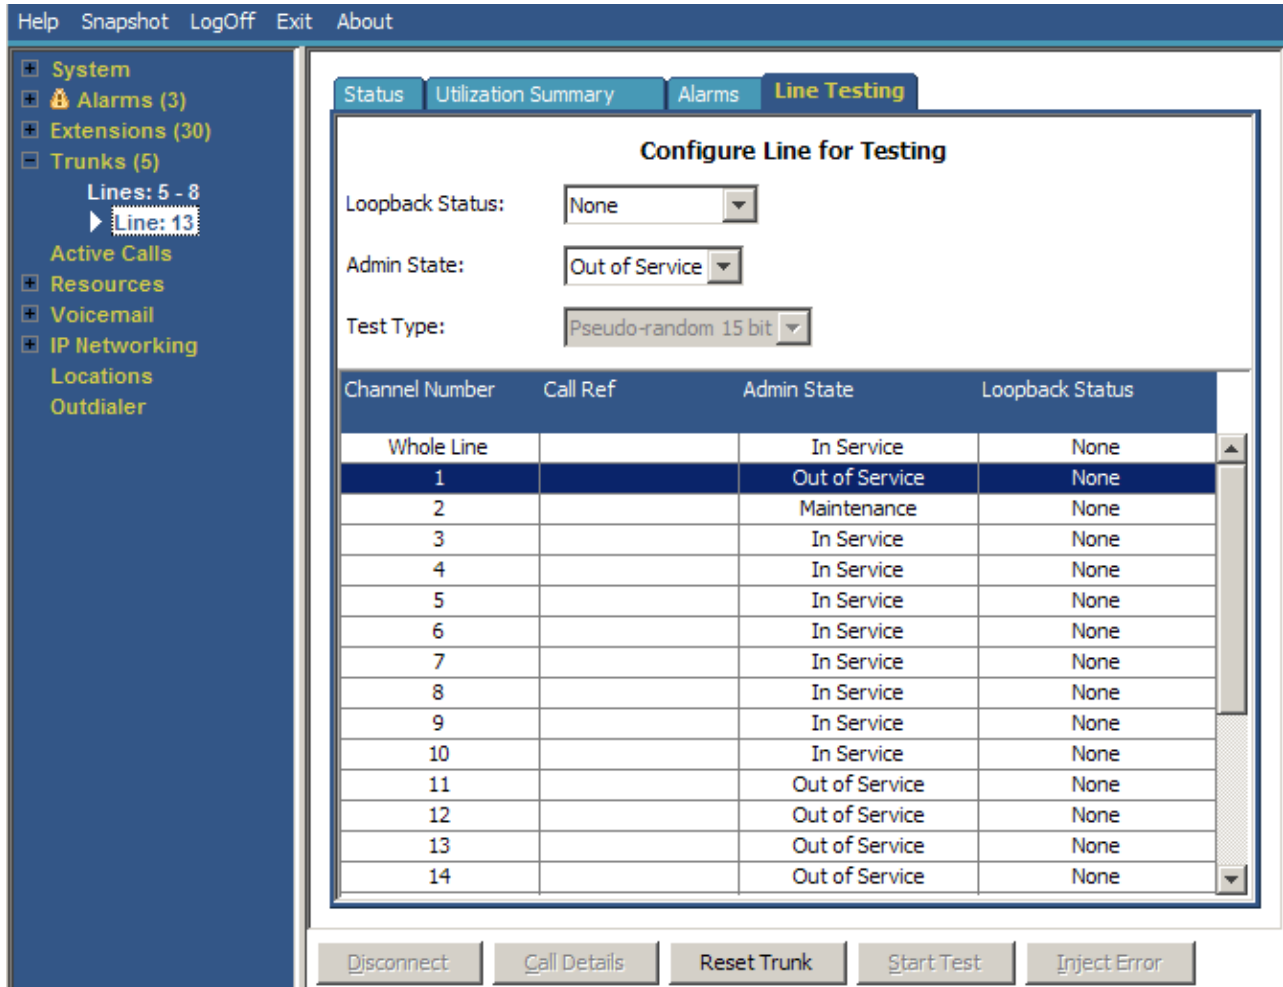 Help Snapshot LogOff Exit About
System
Alarms (3)
Extensions (30)
Trunks (5)
Lines: 5 - 8
Line: 13
Active Calls
Resources
Voicemail
IP Networking
Locations
Outdialer
Status Utilization Summary Alarms Line Testing
Configure Line for Testing
Loopback Status: None
Admin State: Out of Service
Test Type: Pseudo-random 15 bit
Channel Number Call Ref Admin State Loopback Status
Whole Line In Service None
1 Out of Service None
2 Maintenance None
3 In Service None
4 In Service None
5 In Service None
6 In Service None
7 In Service None
8 In Service None
9 In Service None
10 In Service None
11 Out of Service None
12 Out of Service None
13 Out of Service None
14 Out of Service None
Disconnect Call Details Reset Trunk Start Test Inject Error